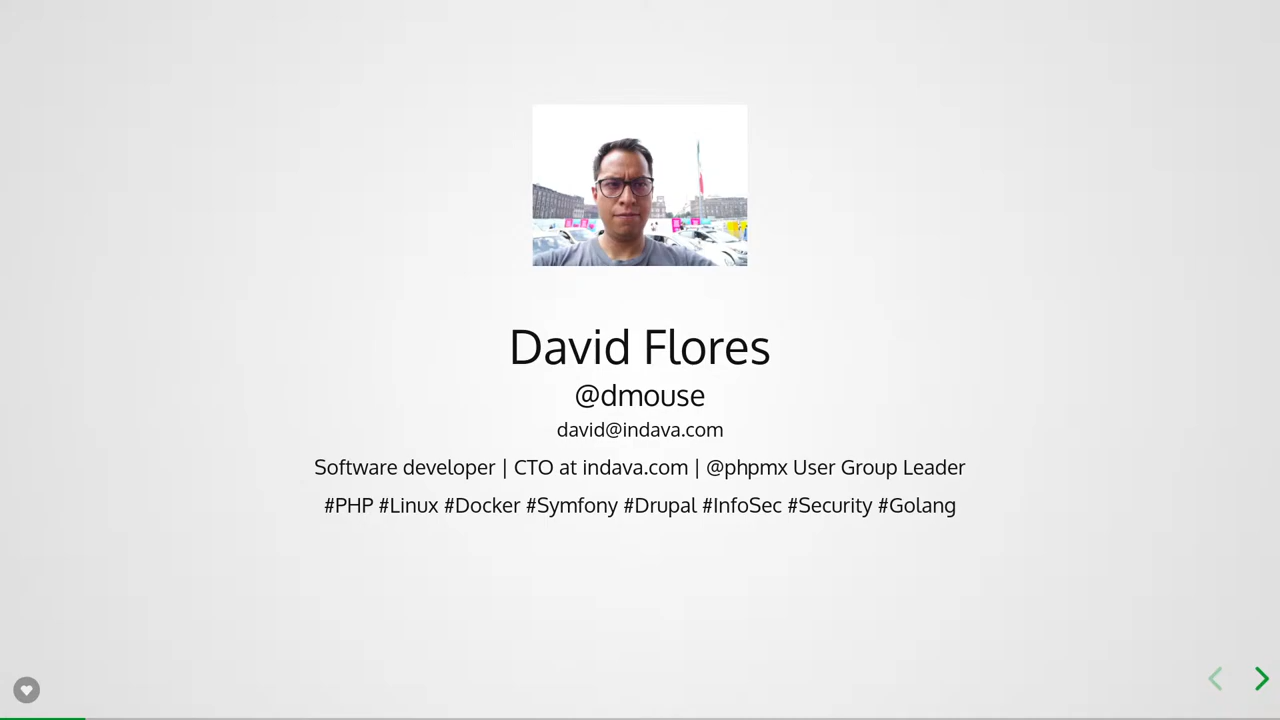 David Flores
@dmouse
david@indava.com
Software developer | CTO at indava.com | @phpmx User Group Leader
#PHP #Linux #Docker #Symfony #Drupal #InfoSec #Security #Golang